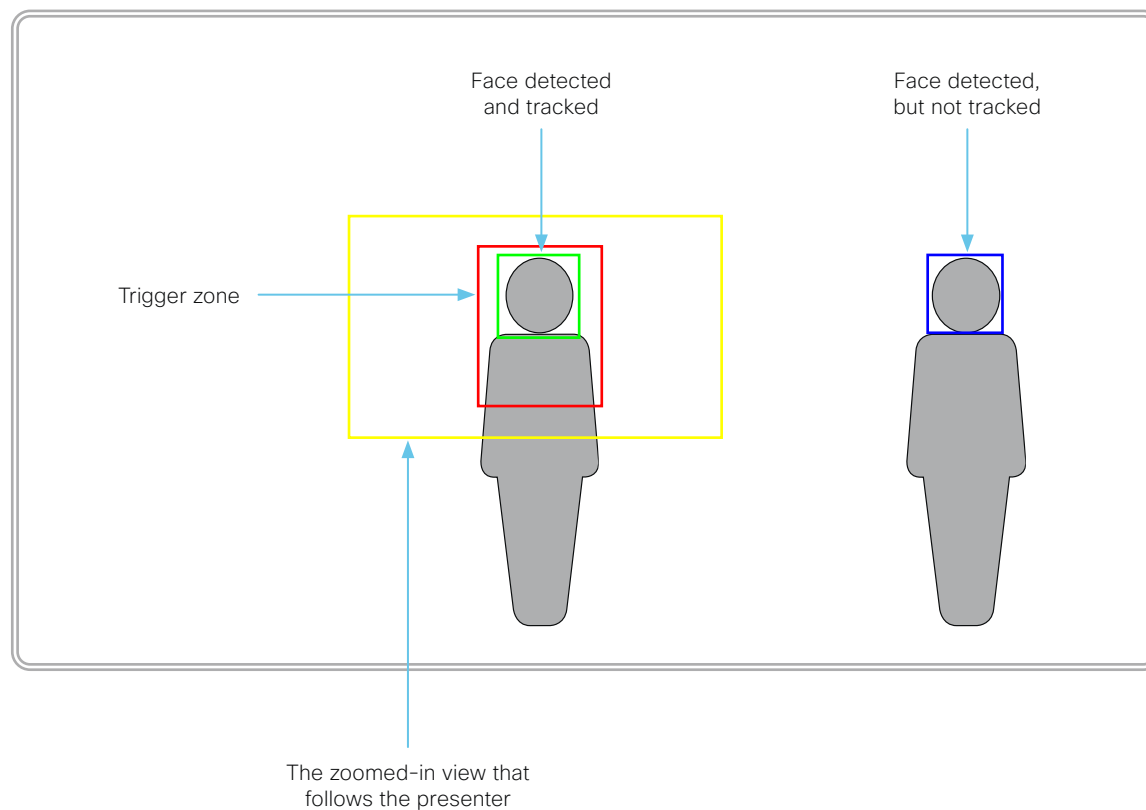 Face detected
and tracked
Face detected,
but not tracked
Trigger zone
The zoomed-in view that
follows the presenter